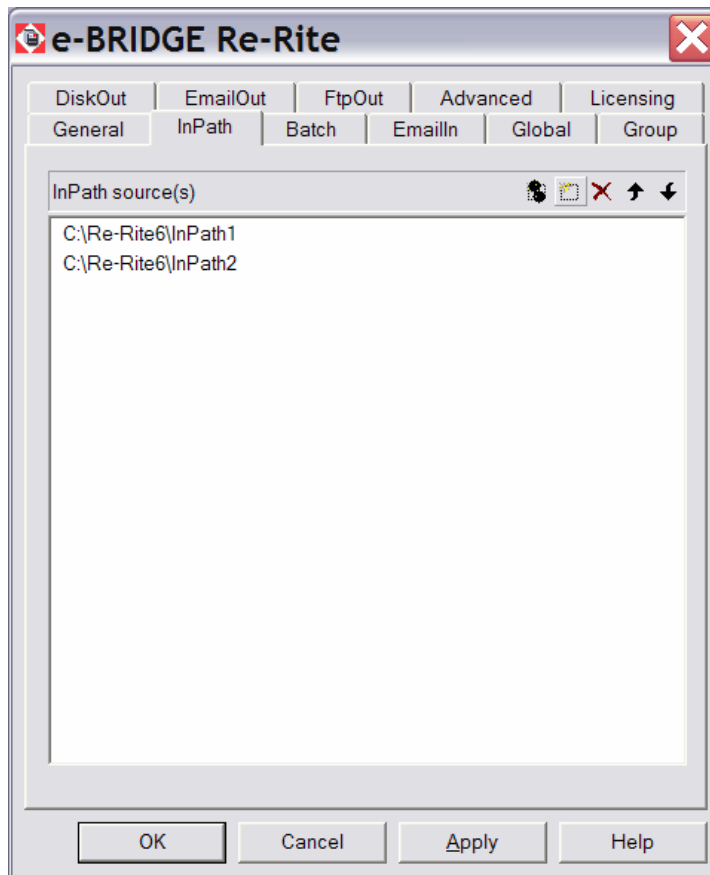 e-BRIDGE Re-Rite
DiskOut EmailOut FtpOut Advanced Licensing
General InPath Batch EmailIn Global Group
InPath source(s)
C:\Re-Rite6\InPath1
C:\Re-Rite6\InPath2
OK Cancel Apply Help